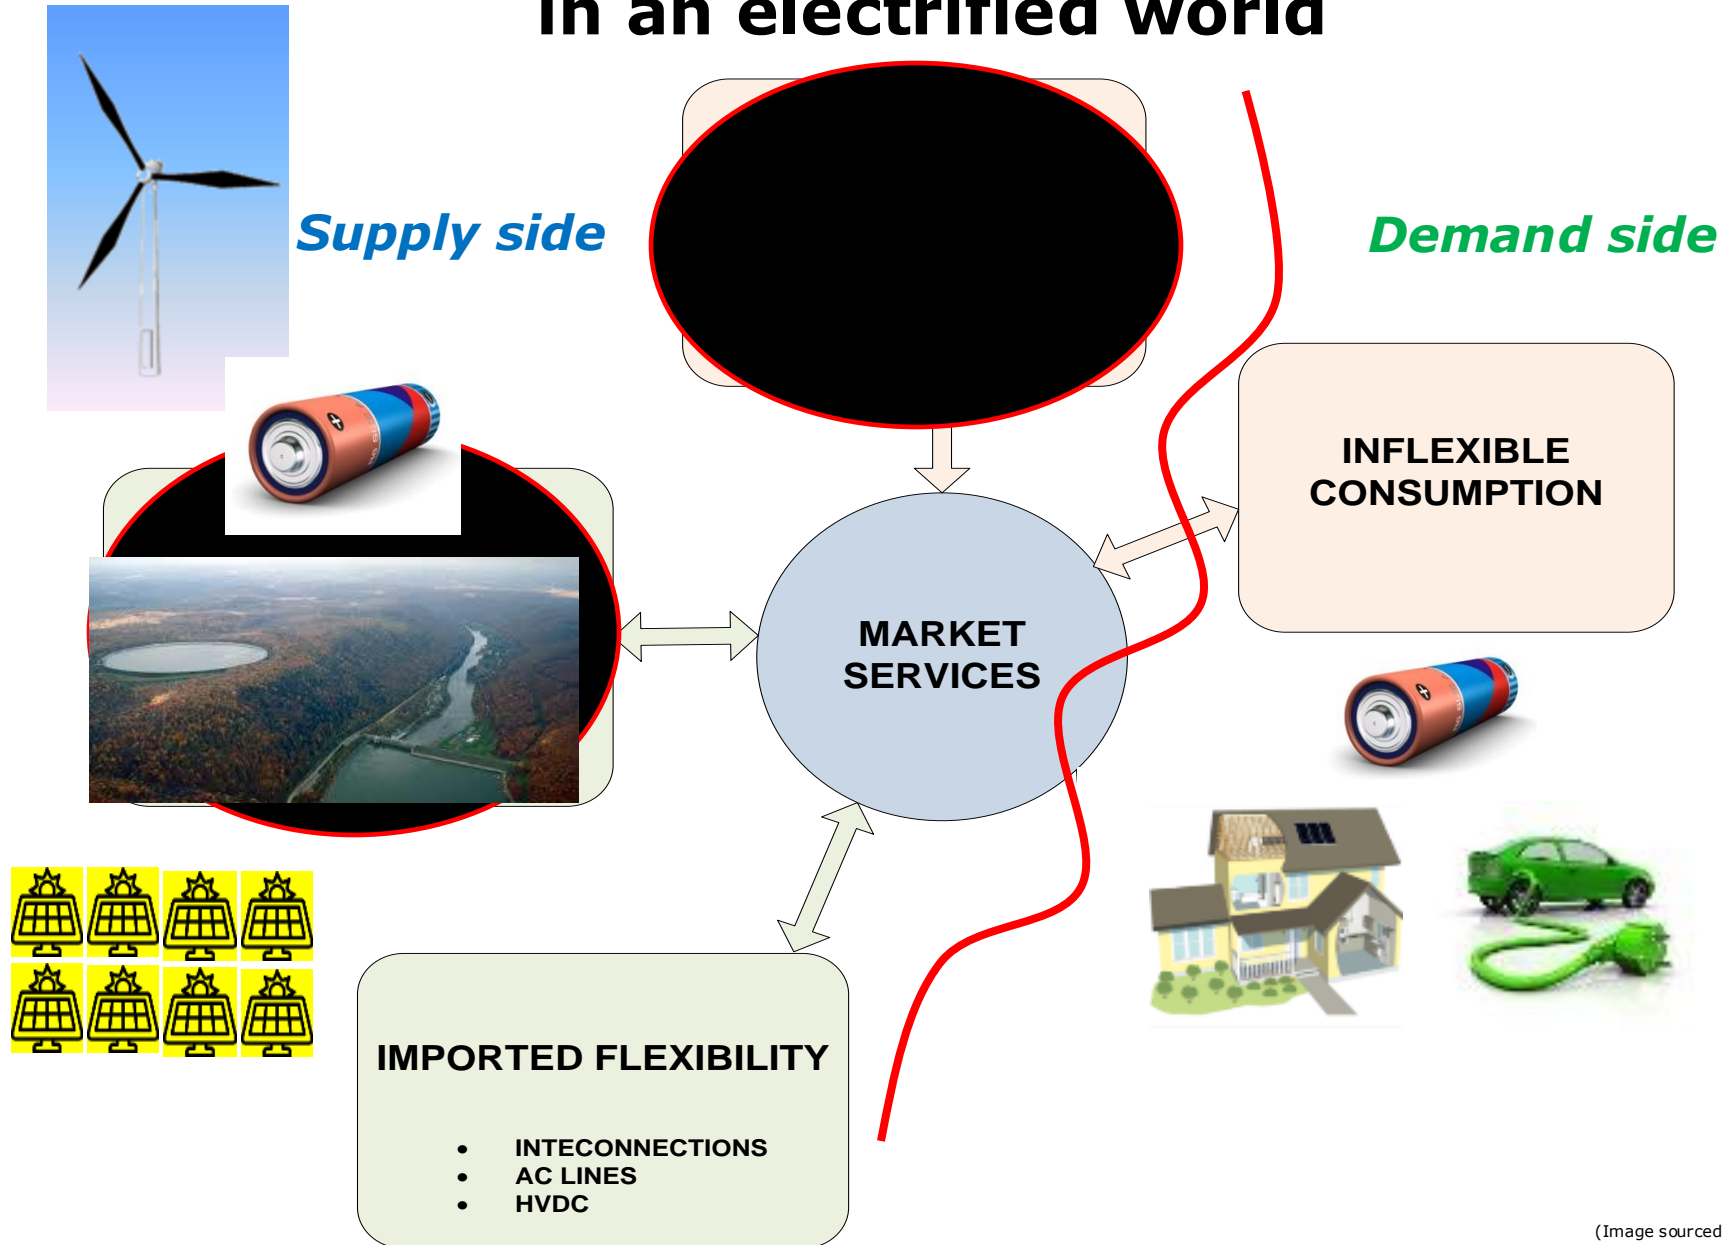 in an electrified world
Supply side
Demand side
INFLEXIBLE
CONSUMPTION
MARKET
SERVICES
IMPORTED FLEXIBILITY
• INTECONNECTIONS
• AC LINES
• HVDC
(Image sourced